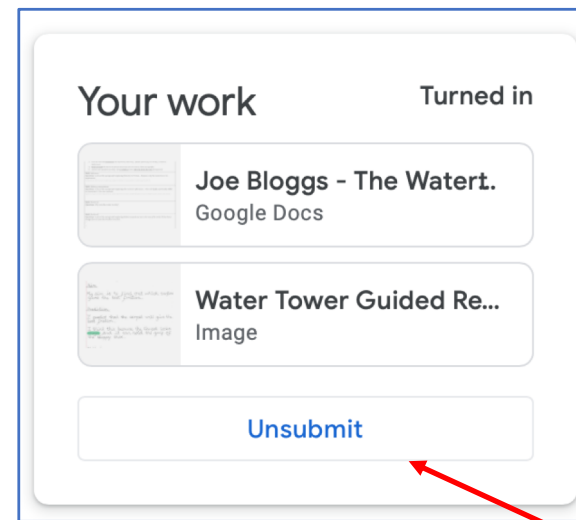 Your work
Turned in
Joe Bloggs - The Watert.
Google Docs
Water Tower Guided Re...
Image
Unsubmit